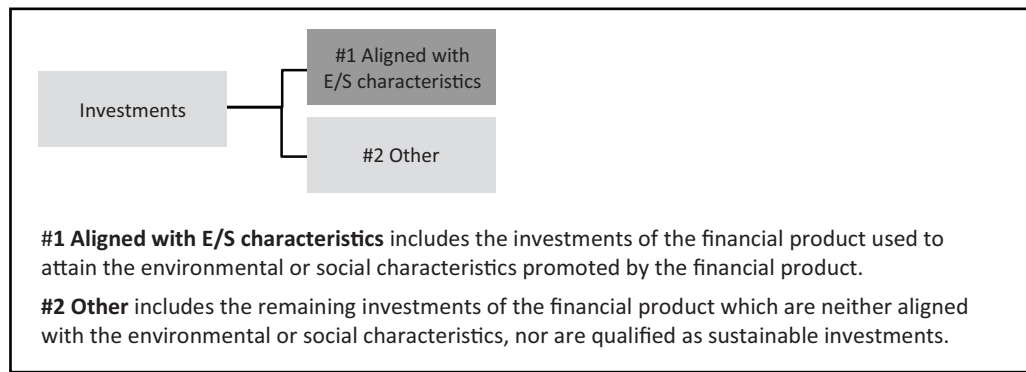 #1 Aligned with
E/S characteristics
Investments
#2 Other
#1 Aligned with E/S characteristics includes the investments of the financial product used to
attain the environmental or social characteristics promoted by the financial product.
#2 Other includes the remaining investments of the financial product which are neither aligned
with the environmental or social characteristics, nor are qualified as sustainable investments.